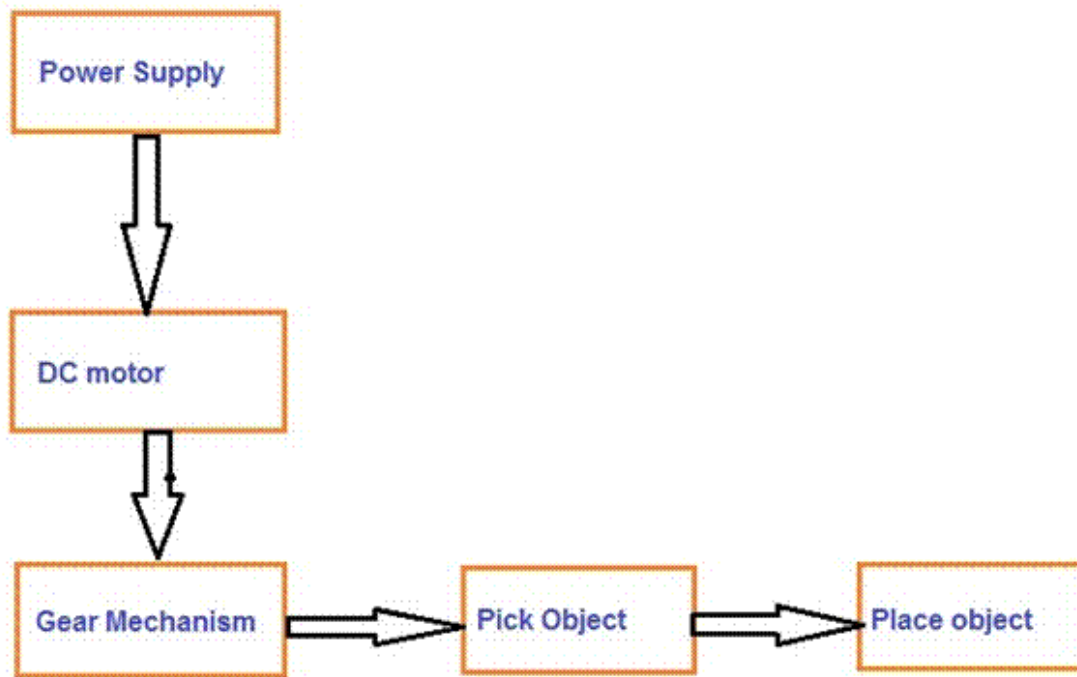 Power Supply
DC motor
Gear Mechanism
Pick Object
Place object